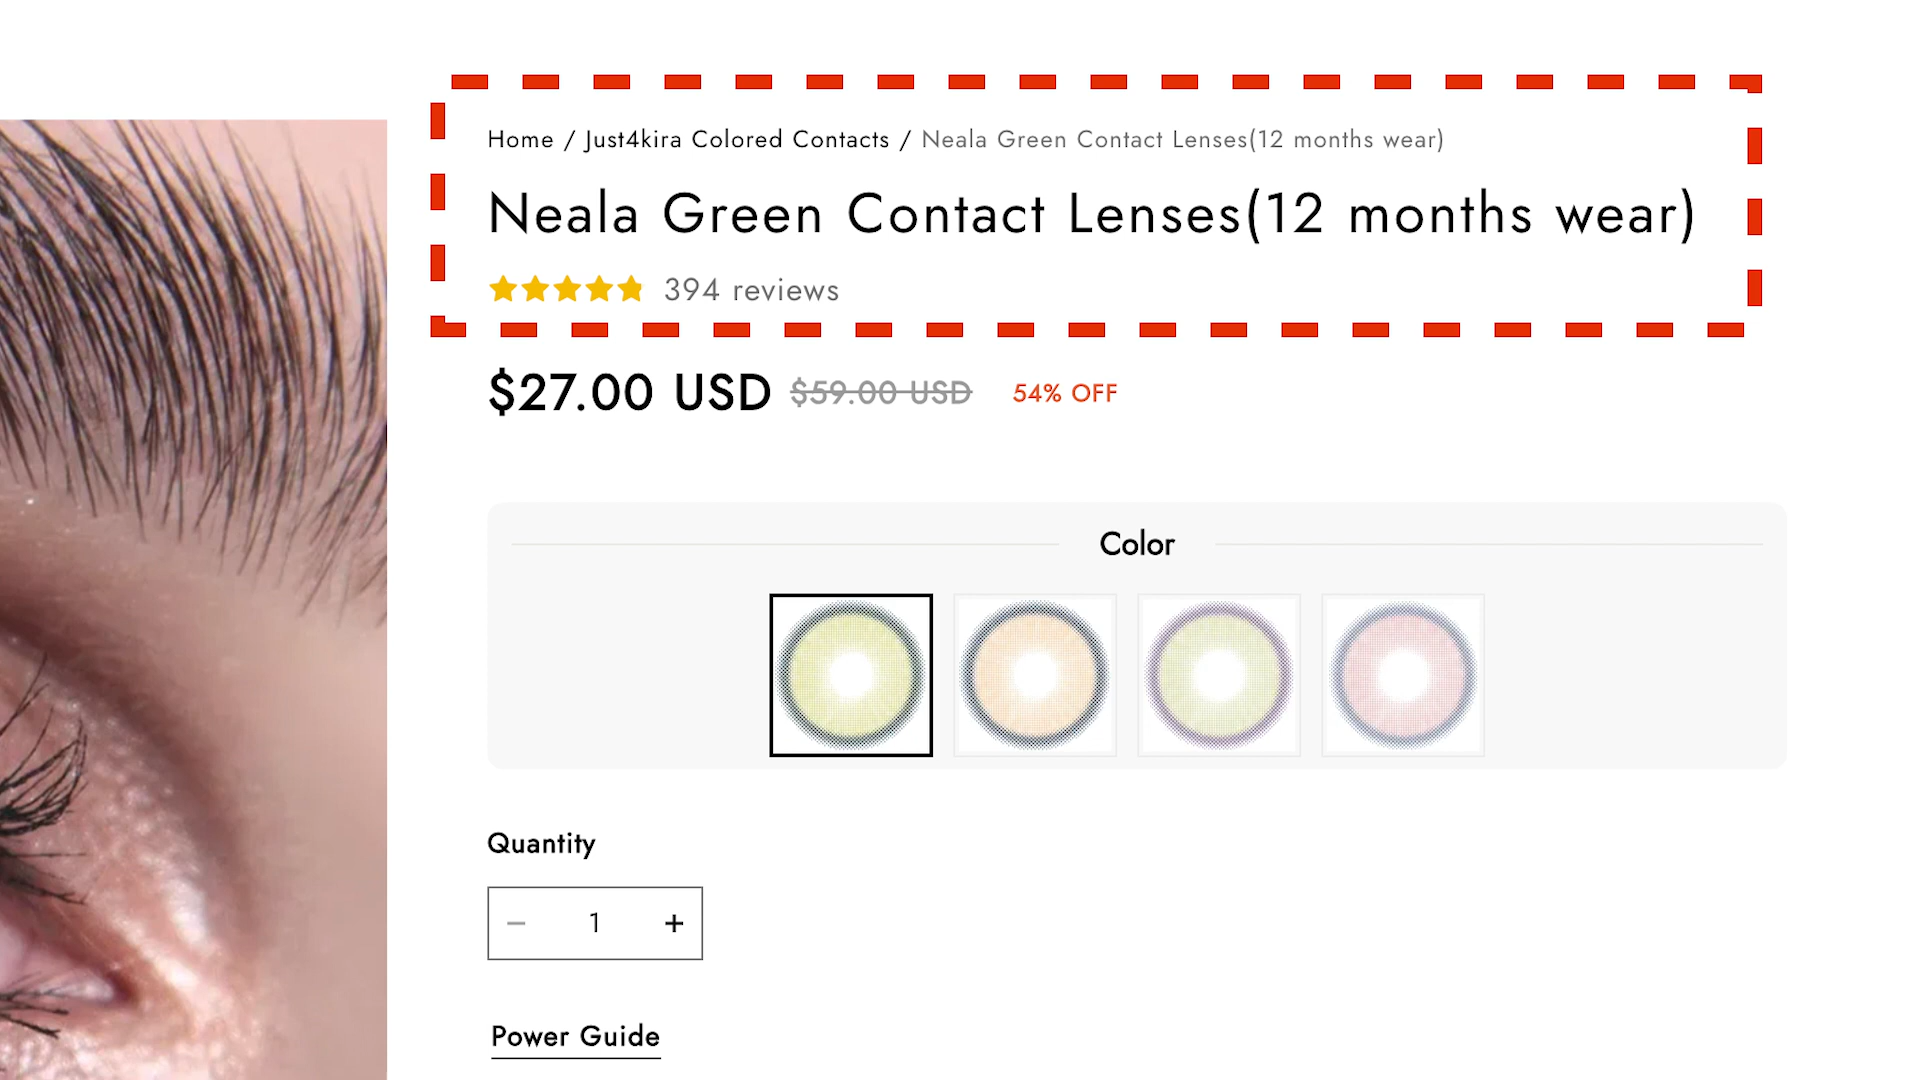 Home / Just4kira Colored Contacts / Neala Green Contact Lenses(12 months wear)
Neala Green Contact Lenses(12 months wear)
394 reviews
$27.00 USD $59.00 USD 54% OFF
Color
Quantity
1
Power Guide